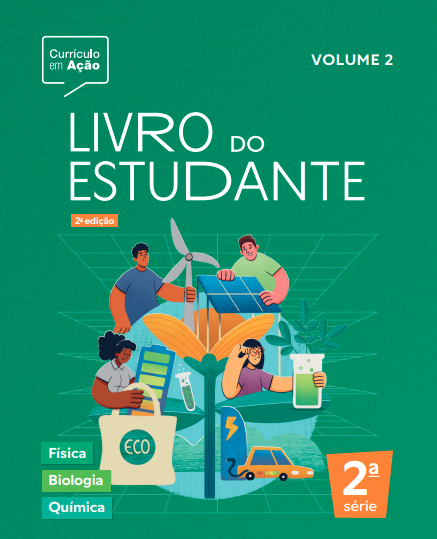 Currículo
em Ação
VOLUME 2
LIVRO DO
ESTUDANTE
2ª edição
ECO
Física
Biologia
Química
2ª
série